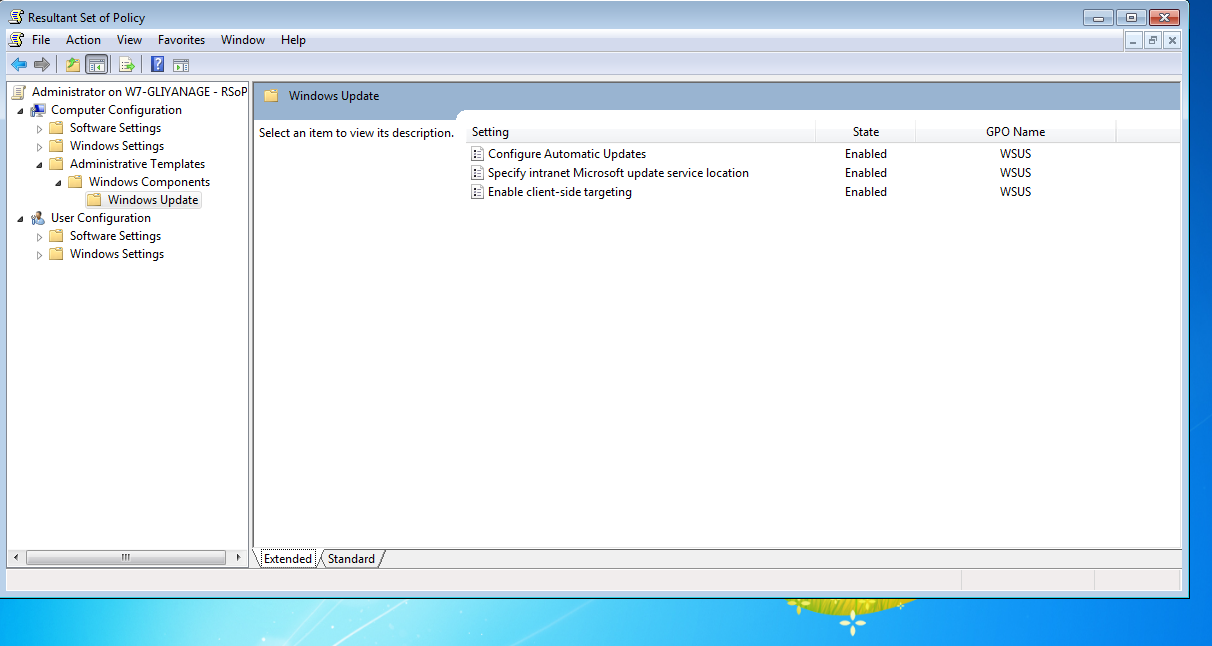 Resultant Set of Policy
File Action View Favorites Window Help
Administrator on W7-GLIYANAGE - RSoP
Computer Configuration
Software Settings
Windows Settings
Administrative Templates
Windows Components
Windows Update
User Configuration
Software Settings
Windows Settings
Windows Update
Select an item to view its description.
Setting State GPO Name
Configure Automatic Updates Enabled WSUS
Specify intranet Microsoft update service location Enabled WSUS
Enable client-side targeting Enabled WSUS
Extended Standard